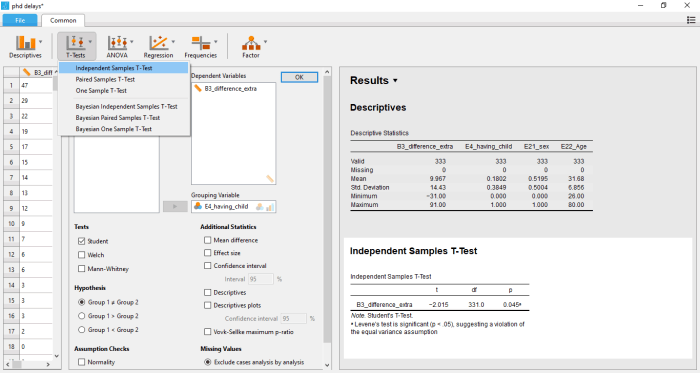 phd delays*
File Common
Descriptives T-Tests ANOVA Regression Frequencies Factor
Independent Samples T-Test
Paired Samples T-Test
One Sample T-Test
Bayesian Independent Samples T-Test
Bayesian Paired Samples T-Test
Bayesian One Sample T-Test
B3_diff
1 47
2 29
3 22
4 19
5 17
6 15
7 14
8 13
9 12
10 9
11 7
12 6
13 6
14 3
15 3
16 3
17 2
18 0
Dependent Variables
OK
B3_difference_extra
Grouping Variable
E4_having_child
Tests
Student
Welch
Mann-Whitney
Hypothesis
Group 1 ≠ Group 2
Group 1 > Group 2
Group 1 < Group 2
Assumption Checks
Normality
Additional Statistics
Mean difference
Effect size
Confidence interval
Interval 95 %
Descriptives
Descriptives plots
Confidence interval 95 %
Vovk-Sellke maximum p-ratio
Missing Values
Exclude cases analysis by analysis
Results
Descriptives
Descriptive Statistics
B3_difference_extra E4_having_child E21_sex E22_Age
Valid 333 333 333 333
Missing 0 0 0 0
Mean 9.967 0.1802 0.5195 31.68
Std. Deviation 14.43 0.3849 0.5004 6.856
Minimum −31.00 0.000 0.000 26.00
Maximum 91.00 1.000 1.000 80.00
Independent Samples T-Test
Independent Samples T-Test
t df p
B3_difference_extra −2.015 331.0 0.045ᵃ
Note. Student's T-Test.
ᵃ Levene's test is significant (p < .05), suggesting a violation of
the equal variance assumption